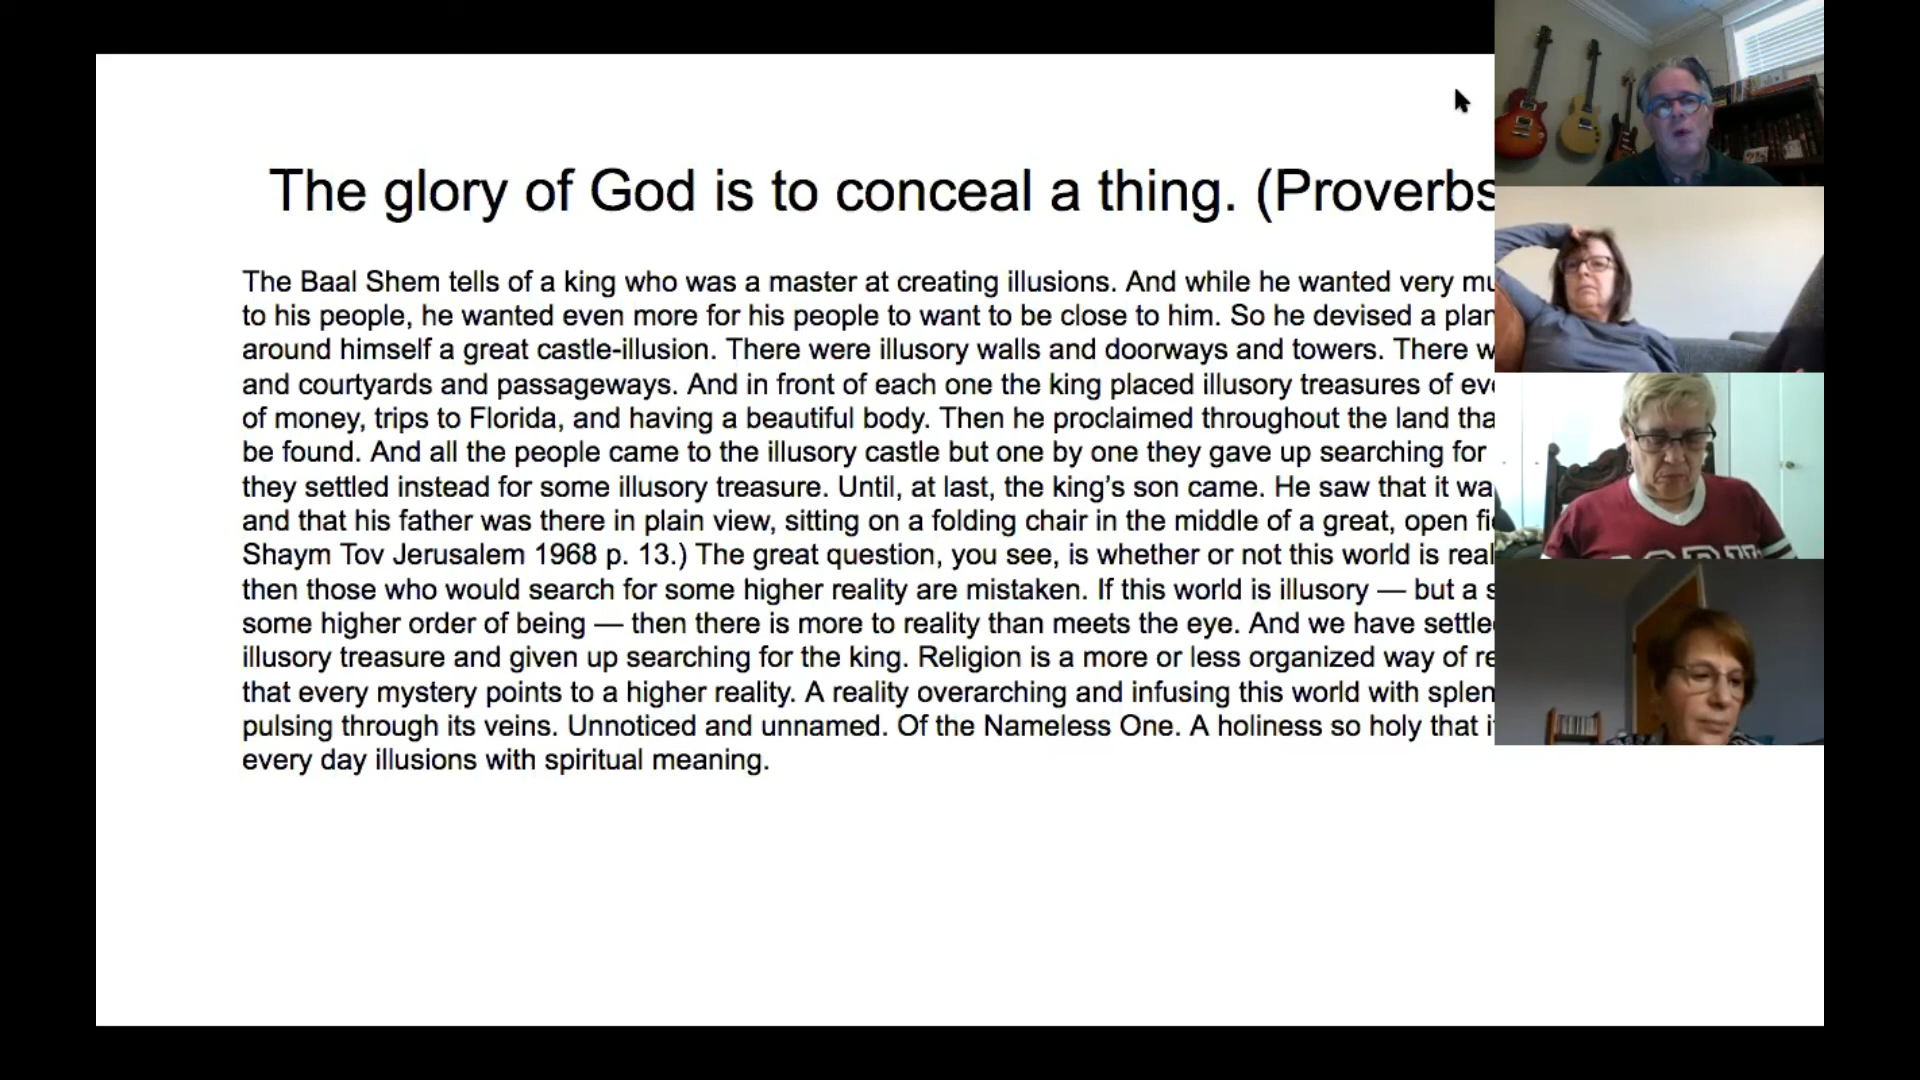 The glory of God is to conceal a thing. (Proverbs
The Baal Shem tells of a king who was a master at creating illusions. And while he wanted very
to his people, he wanted even more for his people to want to be close to him. So he devised a plan
around himself a great castle-illusion. There were illusory walls and doorways and towers. There
and courtyards and passageways. And in front of each one the king placed illusory treasures of
of money, trips to Florida, and having a beautiful body. Then he proclaimed throughout the land
be found. And all the people came to the illusory castle but one by one they gave up searching for
they settled instead for some illusory treasure. Until, at last, the king's son came. He saw that it
and that his father was there in plain view, sitting on a folding chair in the middle of a great, open
Shaym Tov Jerusalem 1968 p. 13.) The great question, you see, is whether or not this world is real
then those who would search for some higher reality are mistaken. If this world is illusory — but a
some higher order of being — then there is more to reality than meets the eye. And we have
illusory treasure and given up searching for the king. Religion is a more or less organized way of
that every mystery points to a higher reality. A reality overarching and infusing this world with
pulsing through its veins. Unnoticed and unnamed. Of the Nameless One. A holiness so holy that
every day illusions with spiritual meaning.